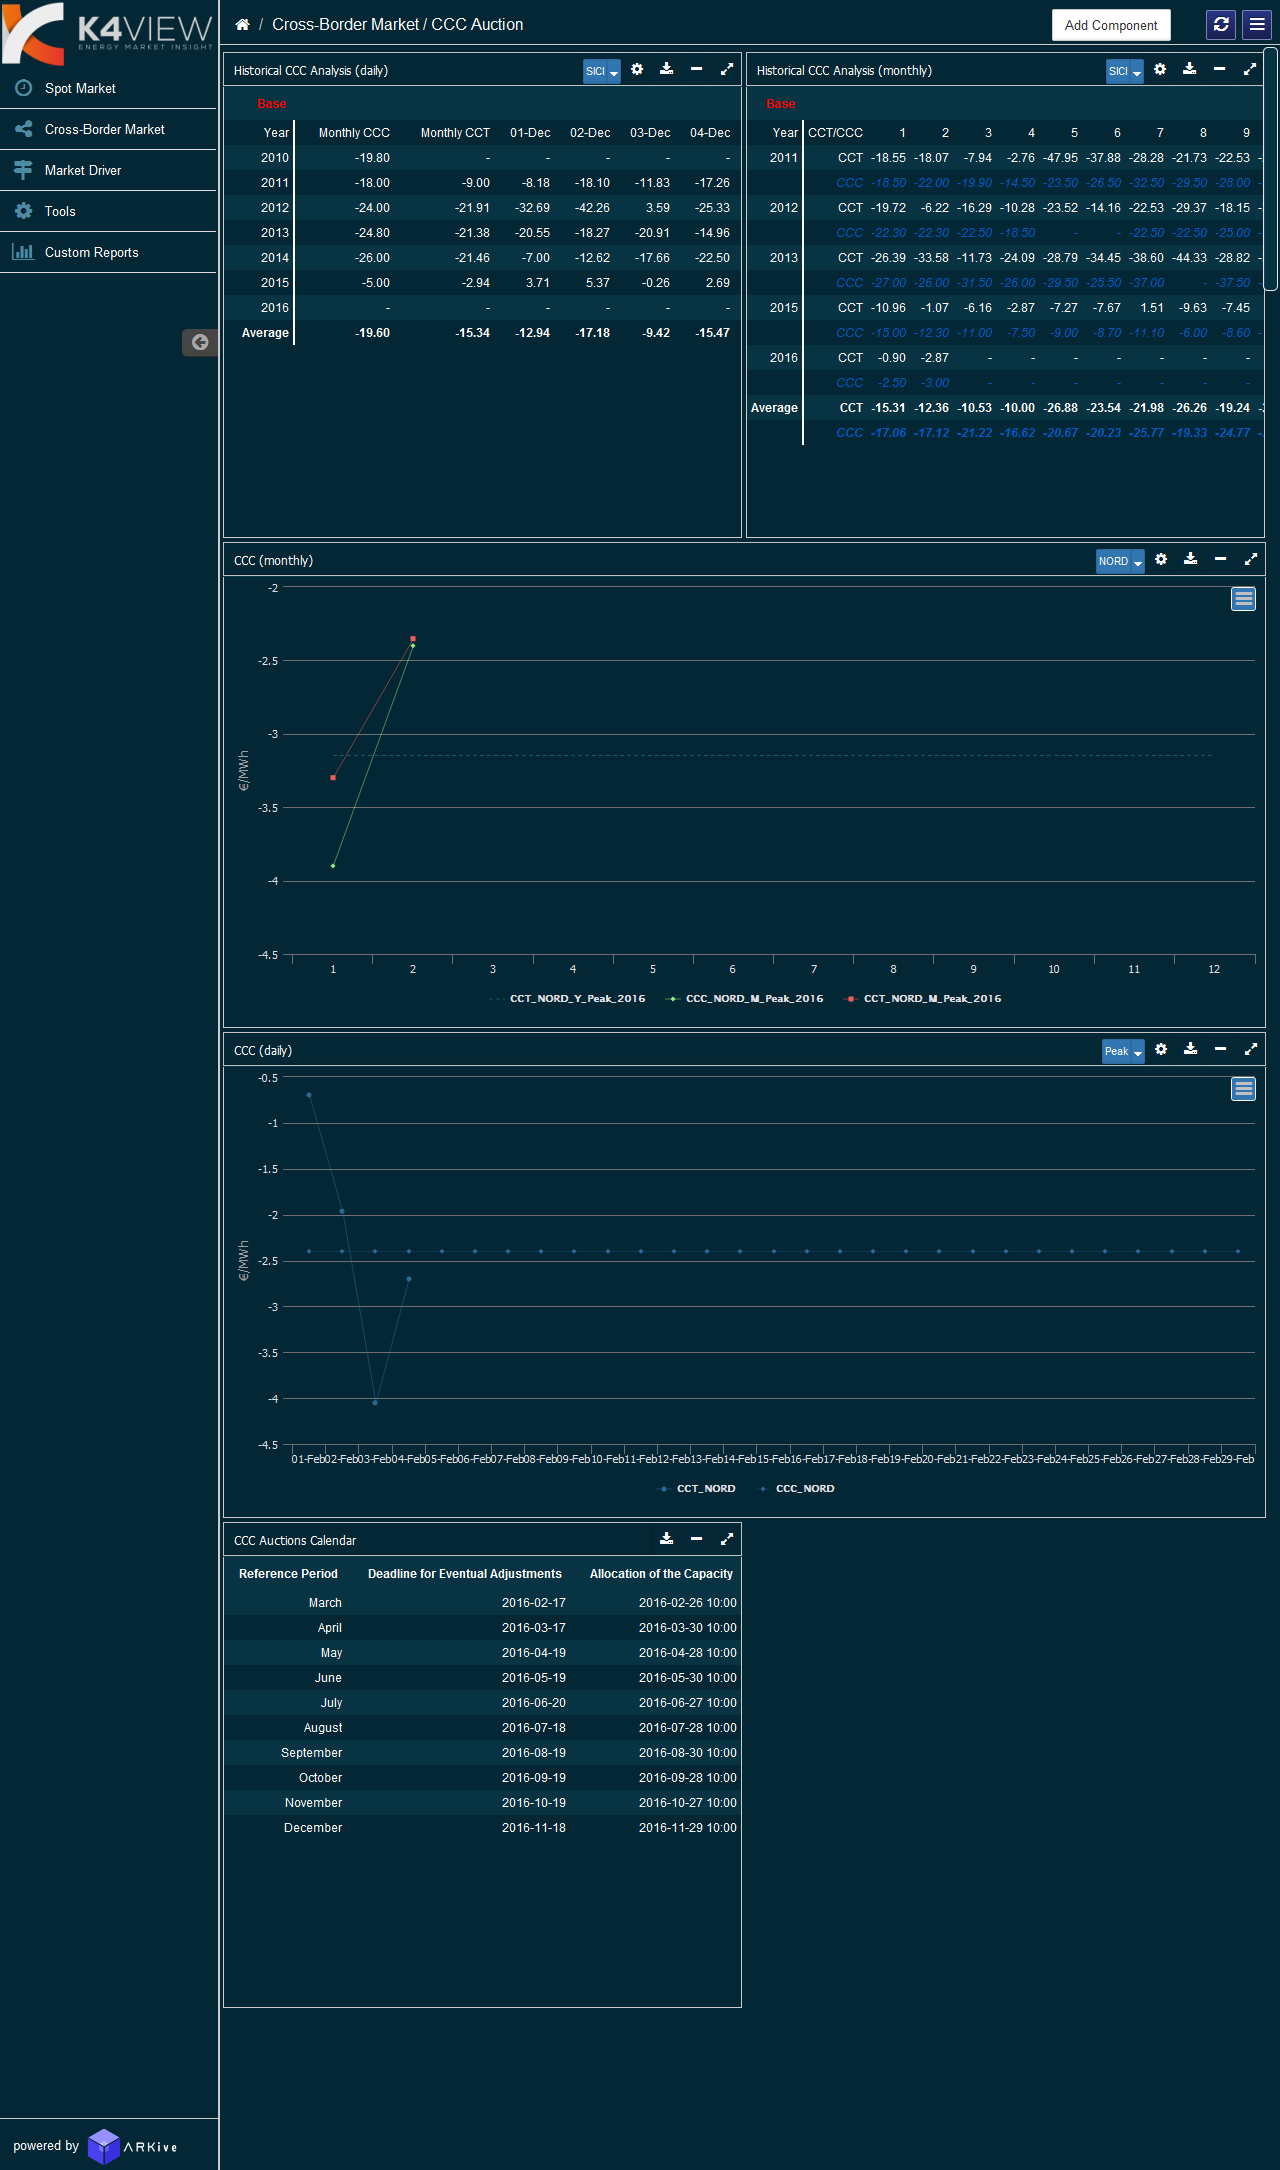 K4VIEW
ENERGY MARKET INSIGHT
/ Cross-Border Market / CCC Auction
Add Component
Spot Market
Cross-Border Market
Market Driver
Tools
Custom Reports
Historical CCC Analysis (daily)
SICI
Base
Year Monthly CCC Monthly CCT 01-Dec 02-Dec 03-Dec 04-Dec
2010 -19.80 - - - - -
2011 -18.00 -9.00 -8.18 -18.10 -11.83 -17.26
2012 -24.00 -21.91 -32.69 -42.26 3.59 -25.33
2013 -24.80 -21.38 -20.55 -18.27 -20.91 -14.96
2014 -26.00 -21.46 -7.00 -12.62 -17.66 -22.50
2015 -5.00 -2.94 3.71 5.37 -0.26 2.69
2016 - - - - - -
Average -19.60 -15.34 -12.94 -17.18 -9.42 -15.47
Historical CCC Analysis (monthly)
SICI
Base
Year CCT/CCC 1 2 3 4 5 6 7 8 9
2011 CCT -18.55 -18.07 -7.94 -2.76 -47.95 -37.88 -28.28 -21.73 -22.53
CCC -18.50 -22.00 -19.90 -14.50 -23.50 -26.50 -32.50 -29.50 -28.00
2012 CCT -19.72 -6.22 -16.29 -10.28 -23.52 -14.16 -22.53 -29.37 -18.15
CCC -22.30 -22.30 -22.50 -18.50 - - -22.50 -22.50 -25.00
2013 CCT -26.39 -33.58 -11.73 -24.09 -28.79 -34.45 -38.60 -44.33 -28.82
CCC -27.00 -26.00 -31.50 -26.00 -29.50 -25.50 -37.00 - -37.50
2015 CCT -10.96 -1.07 -6.16 -2.87 -7.27 -7.67 1.51 -9.63 -7.45
CCC -15.00 -12.30 -11.00 -7.50 -9.00 -8.70 -11.10 -6.00 -8.60
2016 CCT -0.90 -2.87 - - - - - - -
CCC -2.50 -3.00 - - - - - - -
Average CCT -15.31 -12.36 -10.53 -10.00 -26.88 -23.54 -21.98 -26.26 -19.24
CCC -17.06 -17.12 -21.22 -16.62 -20.67 -20.23 -25.77 -19.33 -24.77
CCC (monthly)
NORD
-2
-2.5
-3
-3.5
-4
-4.5
€/MWh
1 2 3 4 5 6 7 8 9 10 11 12
CCT_NORD_Y_Peak_2016 CCC_NORD_M_Peak_2016 CCT_NORD_M_Peak_2016
CCC (daily)
Peak
-0.5
-1
-1.5
-2
-2.5
-3
-3.5
-4
-4.5
€/MWh
01-Feb 02-Feb 03-Feb 04-Feb 05-Feb 06-Feb 07-Feb 08-Feb 09-Feb 10-Feb 11-Feb 12-Feb 13-Feb 14-Feb 15-Feb 16-Feb 17-Feb 18-Feb 19-Feb 20-Feb 21-Feb 22-Feb 23-Feb 24-Feb 25-Feb 26-Feb 27-Feb 28-Feb 29-Feb
CCT_NORD CCC_NORD
CCC Auctions Calendar
Reference Period Deadline for Eventual Adjustments Allocation of the Capacity
March 2016-02-17 2016-02-26 10:00
April 2016-03-17 2016-03-30 10:00
May 2016-04-19 2016-04-28 10:00
June 2016-05-19 2016-05-30 10:00
July 2016-06-20 2016-06-27 10:00
August 2016-07-18 2016-07-28 10:00
September 2016-08-19 2016-08-30 10:00
October 2016-09-19 2016-09-28 10:00
November 2016-10-19 2016-10-27 10:00
December 2016-11-18 2016-11-29 10:00
powered by ARKive